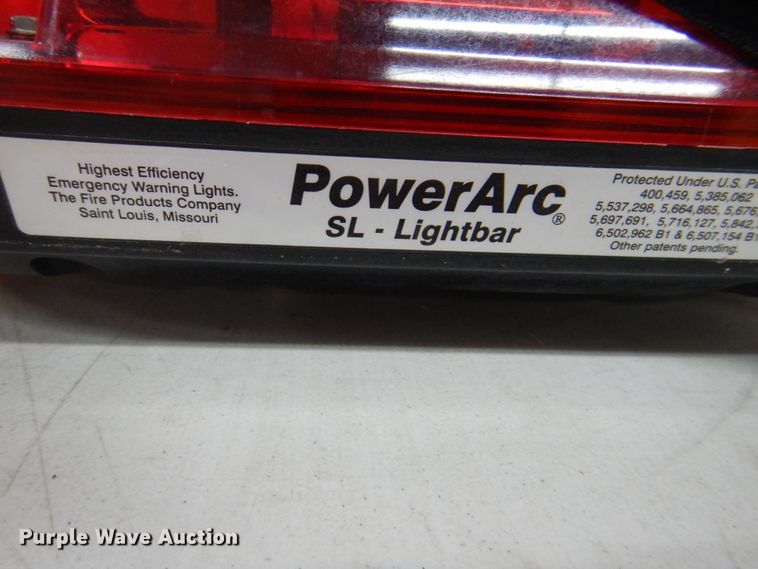 Highest Efficiency
Emergency Warning Lights.
The Fire Products Company
Saint Louis, Missouri
PowerArc®
SL - Lightbar
Protected Under U.S.
400,459, 5,385,062
5,537,298, 5,664,865,
5,697,691, 5,716,127,
6,502,962 B1 & 6,507,154
Other patents pending.
Purple Wave Auction